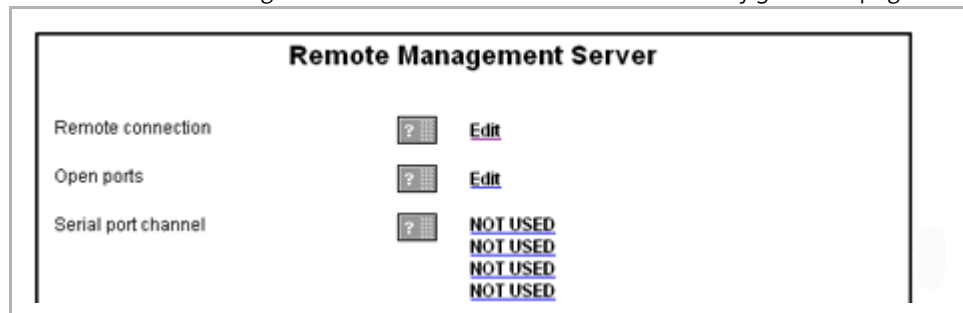 Remote Management Server
Remote connection ? Edit
Open ports ? Edit
Serial port channel ? NOT USED
NOT USED
NOT USED
NOT USED